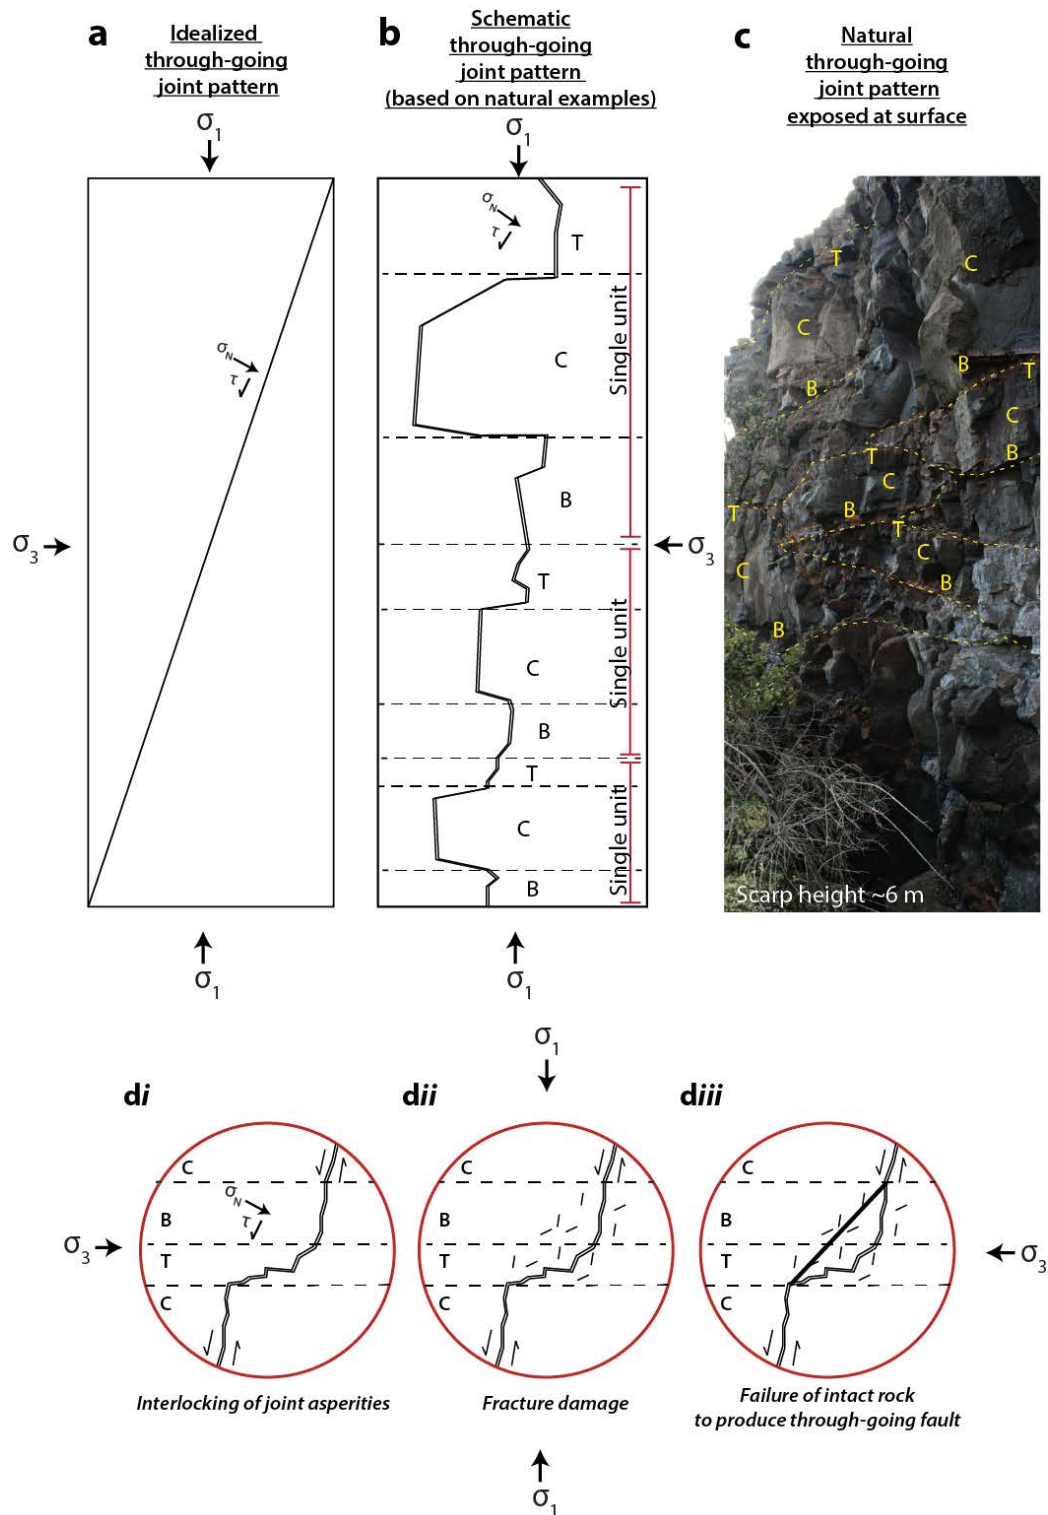 a
Idealized
through-going
joint pattern
σ1
σN
τ
σ3
σ1
b
Schematic
through-going
joint pattern
(based on natural examples)
σ1
σN
τ
T
C
B
Single unit
T
C
B
Single unit
T
C
B
Single unit
σ3
σ1
c
Natural
through-going
joint pattern
exposed at surface
T
C
C
B
B
T
C
T
B
C
T
B
T
C
C
B
B
Scarp height ~6 m
σ1
di
C
σN
τ
B
T
C
σ3
Interlocking of joint asperities
dii
C
B
T
C
Fracture damage
diii
C
B
T
C
σ3
Failure of intact rock
to produce through-going fault
σ1